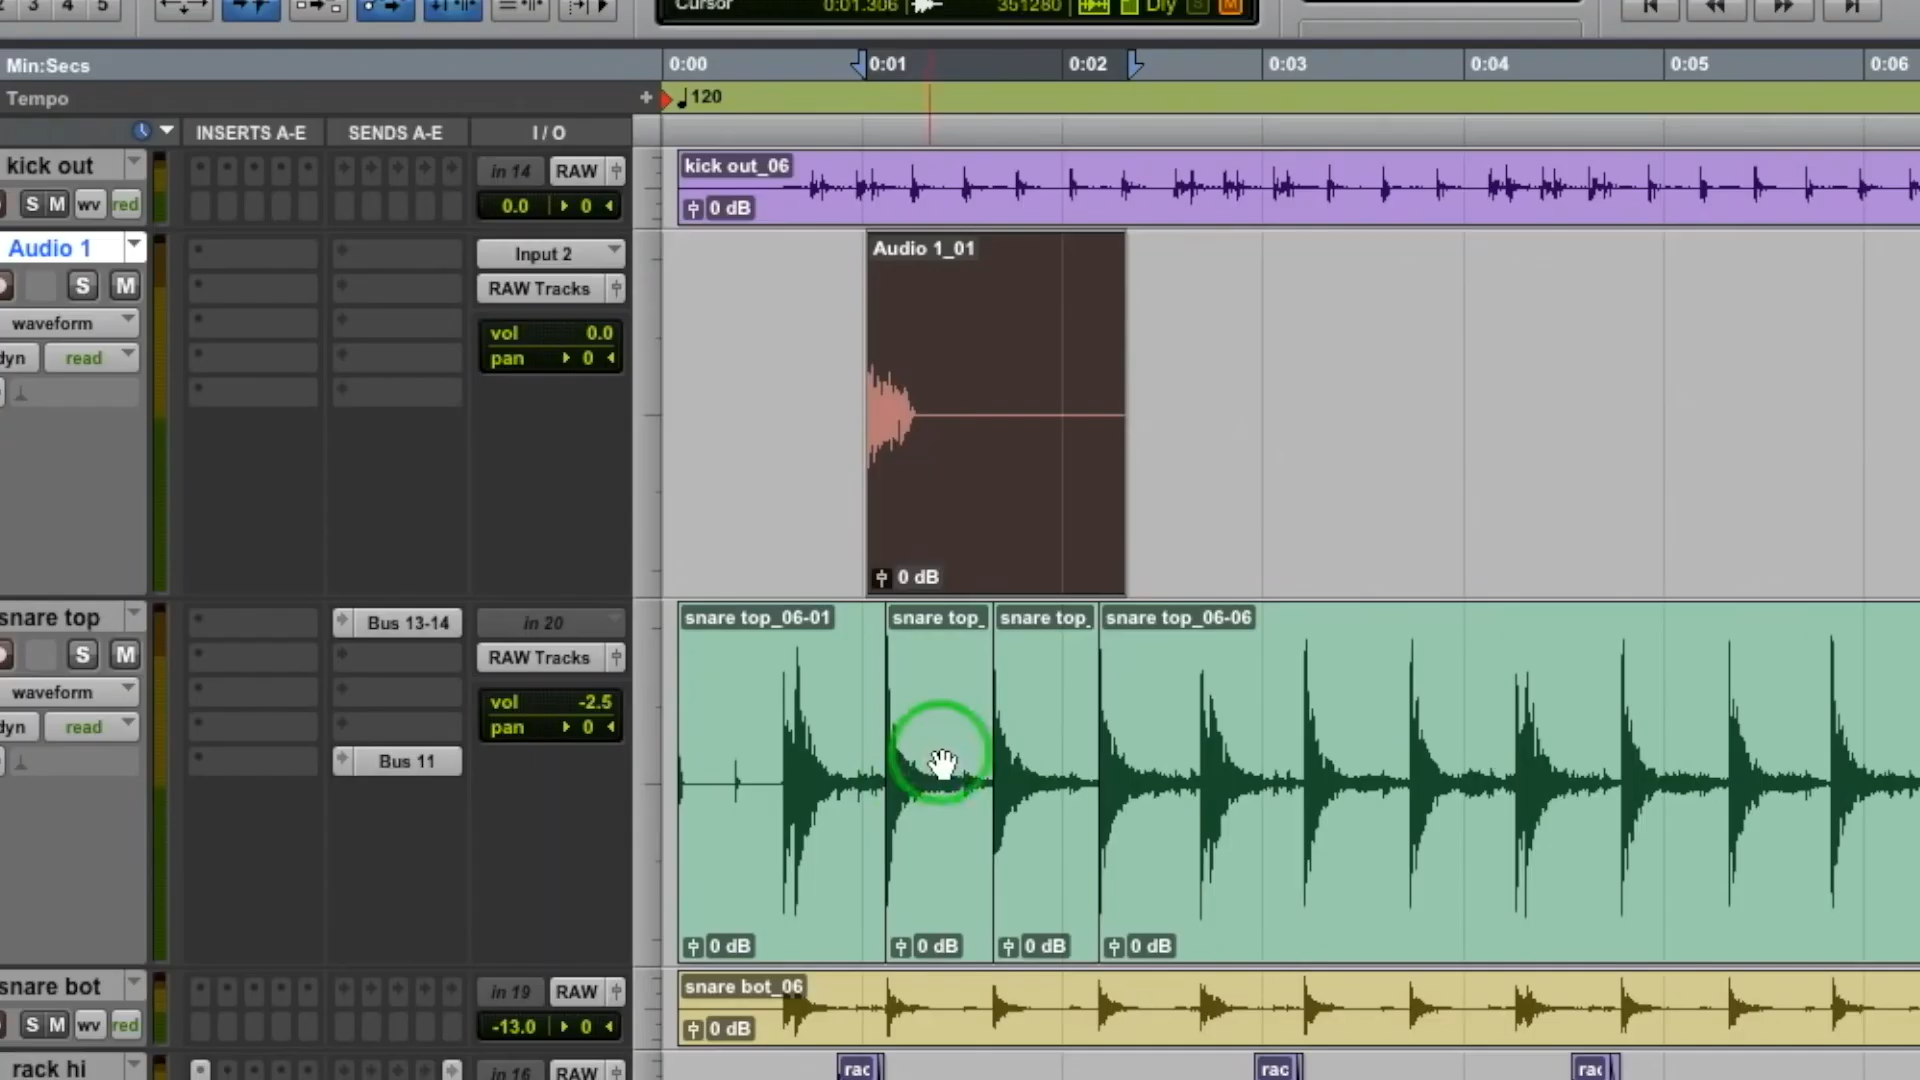 2 3 4 5
Cursor 0:01.306 351280 Dly S M
Min:Secs 0:00 0:01 0:02 0:03 0:04 0:05 0:06
Tempo + 120
INSERTS A-E SENDS A-E I / O
kick out in 14 RAW kick out_06
S M wv red 0.0 0 0 dB
Audio 1 Input 2 Audio 1_01
S M RAW Tracks
waveform vol 0.0
dyn read pan 0
0 dB
snare top Bus 13-14 in 20 snare top_06-01 snare top_ snare top_ snare top_06-06
S M RAW Tracks
waveform vol -2.5
dyn read pan 0
Bus 11
0 dB 0 dB 0 dB 0 dB
snare bot in 19 RAW snare bot_06
S M wv red -13.0 0 0 dB
rack hi in 16 RAW rac rac rac